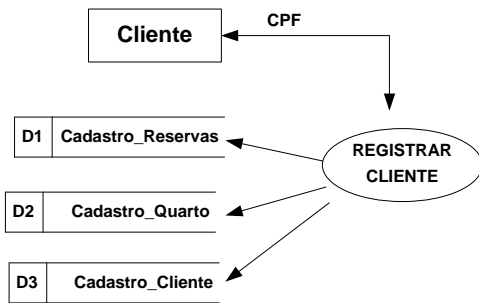 Cliente
CPF
D1 Cadastro_Reservas
REGISTRAR
CLIENTE
D2 Cadastro_Quarto
D3 Cadastro_Cliente